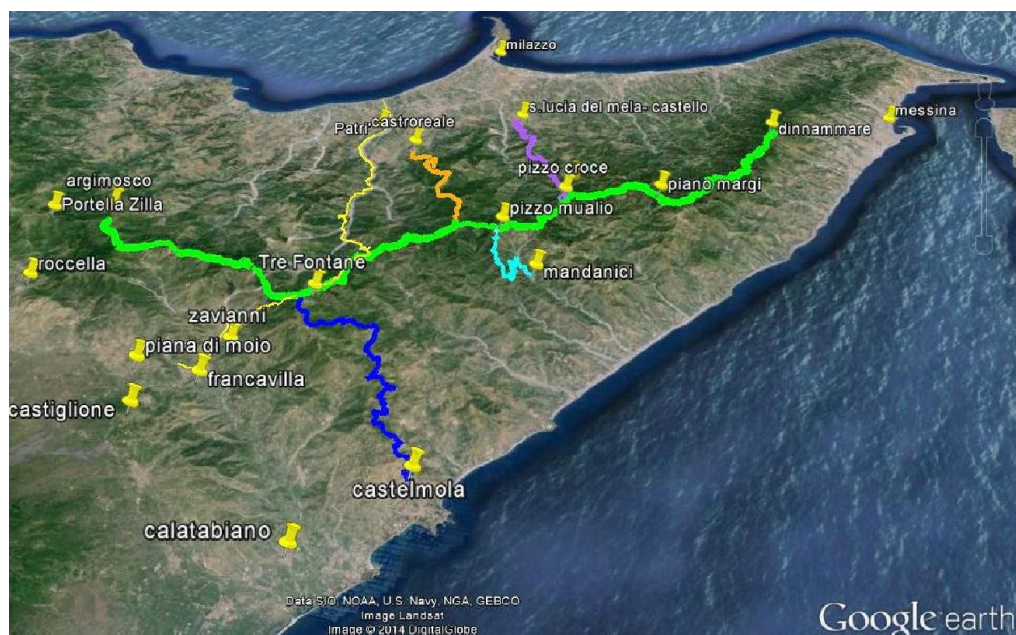 milazzo
s.lucia del mela- castello
messina
Patri'
castroreale
dinnammare
pizzo croce
argimosco
piano margi
Portella Zilla
pizzo mualio
roccella
Tre Fontane
mandanici
zavianni
piana di moio
francavilla
castiglione
castelmola
calatabiano
Data SIO, NOAA, U.S. Navy, NGA, GEBCO
Image Landsat
Image © 2014 DigitalGlobe
Google earth